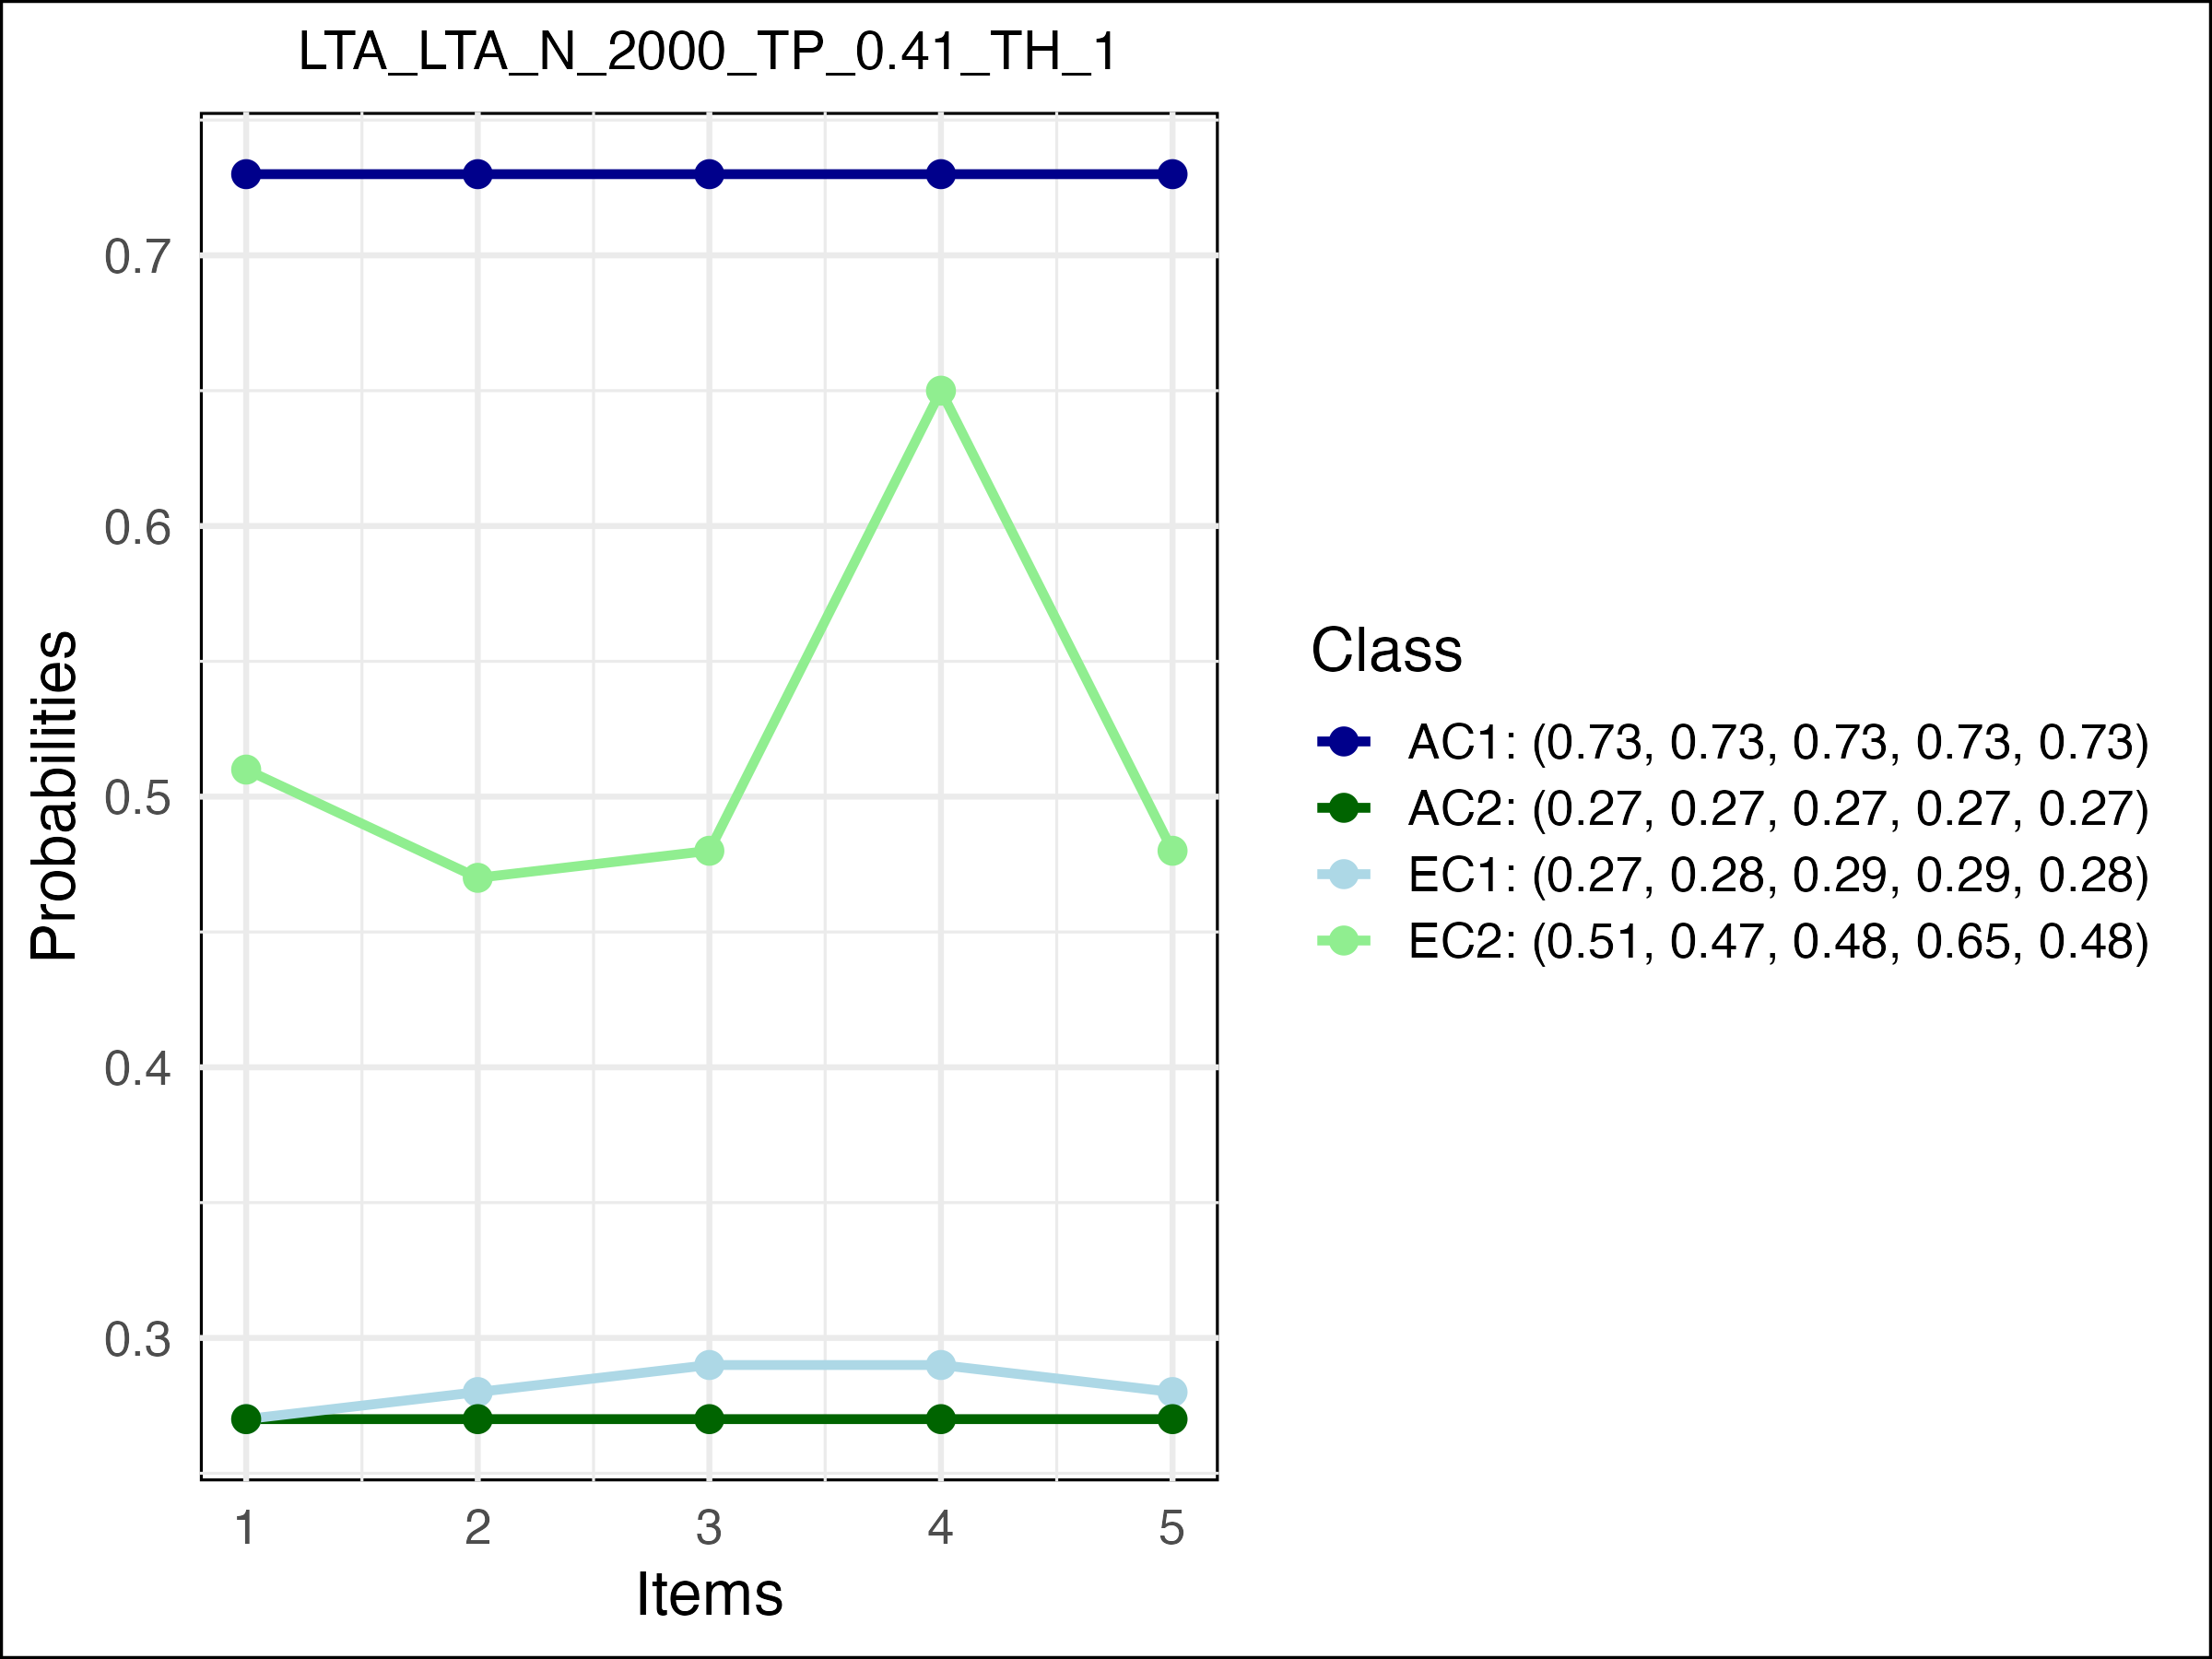 LTA_LTA_N_2000_TP_0.41_TH_1
0.7
0.6
0.5
0.4
0.3
Probabilities
1 2 3 4 5
Items
Class
AC1: (0.73, 0.73, 0.73, 0.73, 0.73)
AC2: (0.27, 0.27, 0.27, 0.27, 0.27)
EC1: (0.27, 0.28, 0.29, 0.29, 0.28)
EC2: (0.51, 0.47, 0.48, 0.65, 0.48)